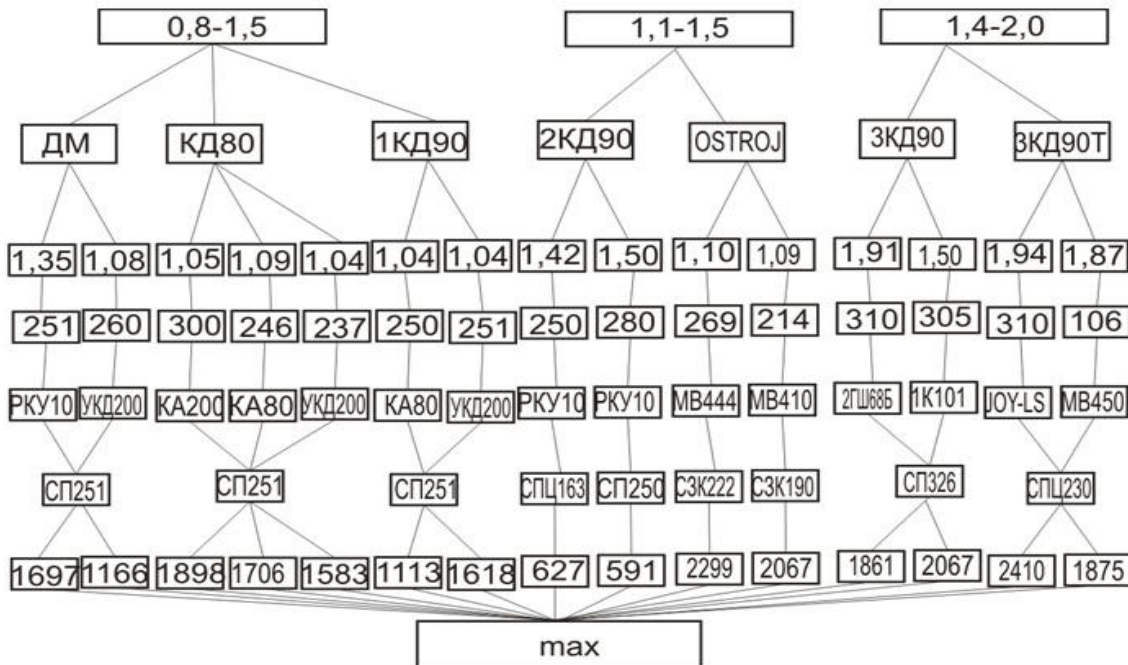 0,8-1,5 1,1-1,5 1,4-2,0
ДМ КД80 1КД90 2КД90 OSTROJ 3КД90 3КД90Т
1,35 1,08 1,05 1,09 1,04 1,04 1,04 1,42 1,50 1,10 1,09 1,91 1,50 1,94 1,87
251 260 300 246 237 250 251 250 280 269 214 310 305 310 106
РКУ10 УКД200 КА200 КА80 УКД200 КА80 УКД200 РКУ10 РКУ10 МВ444 МВ410 2ГШ68Б 1К101 JOY-LS МВ450
СП251 СП251 СП251 СПЦ163 СП250 СЗК222 СЗК190 СП326 СПЦ230
1697 1166 1898 1706 1583 1113 1618 627 591 2299 2067 1861 2067 2410 1875
max